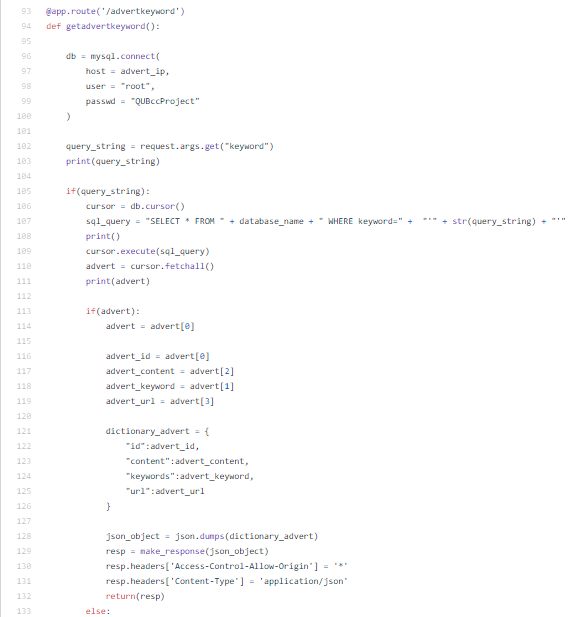 93 @app.route('/advertkeyword')
94 def getadvertkeyword():
95
96 db = mysql.connect(
97 host = advert_ip,
98 user = "root",
99 passwd = "QUBccProject"
100 )
101
102 query_string = request.args.get("keyword")
103 print(query_string)
104
105 if(query_string):
106 cursor = db.cursor()
107 sql_query = "SELECT * FROM " + database_name + " WHERE keyword=" + "'" + str(query_string) + "'"
108 print()
109 cursor.execute(sql_query)
110 advert = cursor.fetchall()
111 print(advert)
112
113 if(advert):
114 advert = advert[0]
115
116 advert_id = advert[0]
117 advert_content = advert[2]
118 advert_keyword = advert[1]
119 advert_url = advert[3]
120
121 dictionary_advert = {
122 "id":advert_id,
123 "content":advert_content,
124 "keywords":advert_keyword,
125 "url":advert_url
126 }
127
128 json_object = json.dumps(dictionary_advert)
129 resp = make_response(json_object)
130 resp.headers['Access-Control-Allow-Origin'] = '*'
131 resp.headers['Content-Type'] = 'application/json'
132 return(resp)
133 else: